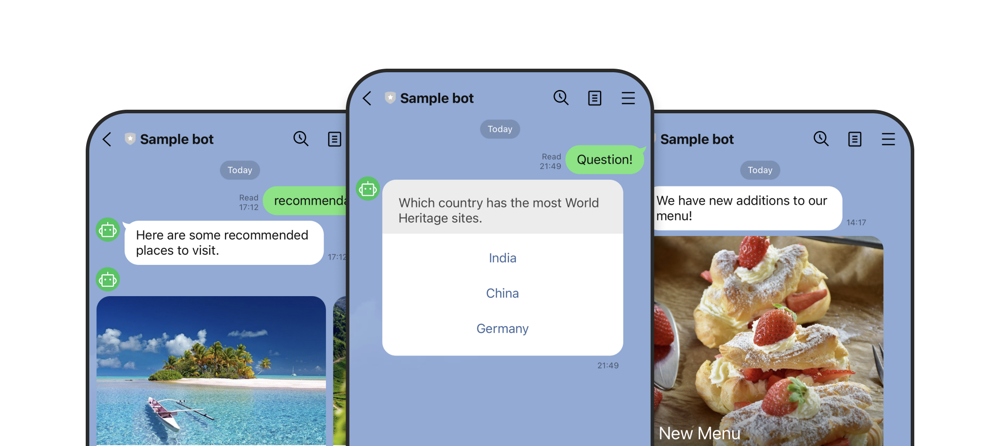 Sample bot
Today
Read
17:12
recommenda
Here are some recommended
places to visit.
17:12
Sample bot
Today
Read
21:49
Question!
Which country has the most World
Heritage sites.
India
China
Germany
21:49
Sample bot
Today
We have new additions to our
menu!
14:17
New Menu